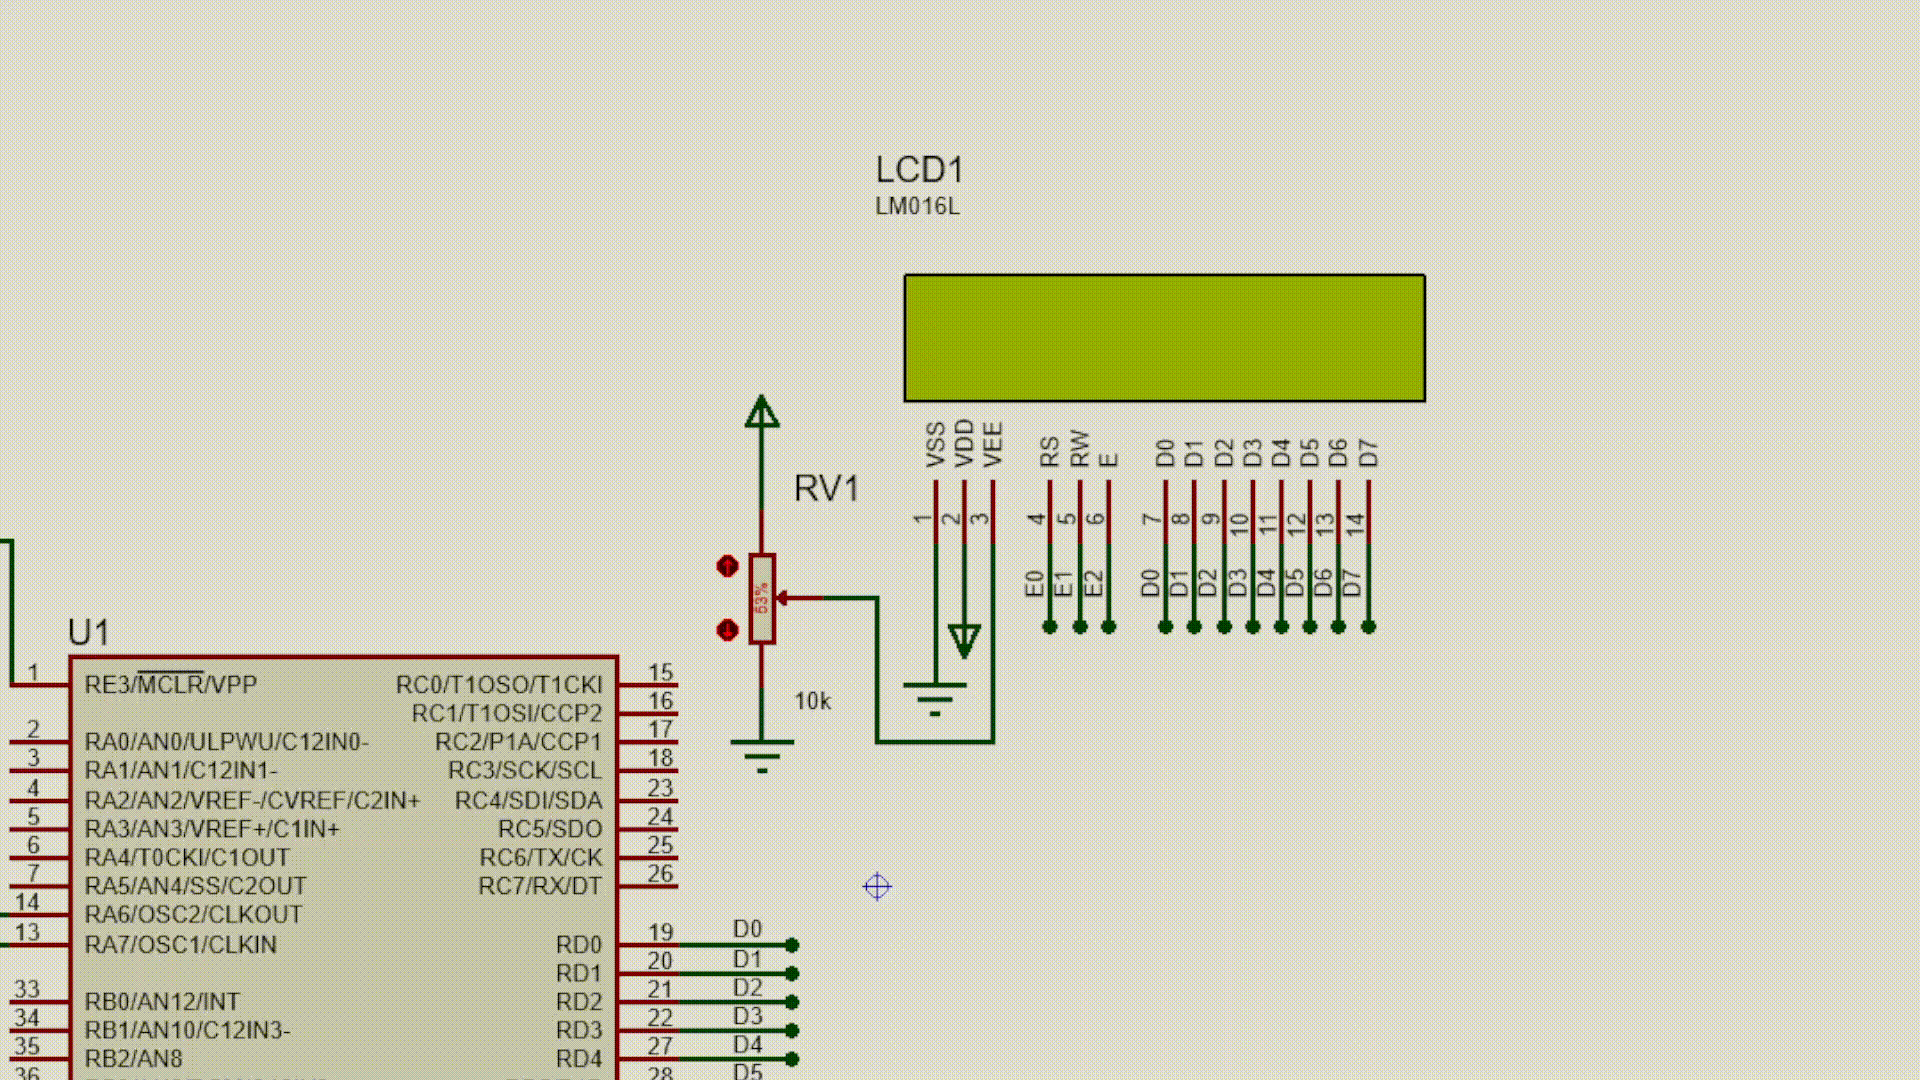 LCD1
LM016L
VSS VDD VEE RS RW E D0 D1 D2 D3 D4 D5 D6 D7
1 2 3 4 5 6 7 8 9 10 11 12 13 14
E0 E1 E2 D0 D1 D2 D3 D4 D5 D6 D7
RV1
63%
10k
U1
1 RE3/MCLR/VPP RC0/T1OSO/T1CKI 15
RC1/T1OSI/CCP2 16
2 RA0/AN0/ULPWU/C12IN0- RC2/P1A/CCP1 17
3 RA1/AN1/C12IN1- RC3/SCK/SCL 18
4 RA2/AN2/VREF-/CVREF/C2IN+ RC4/SDI/SDA 23
5 RA3/AN3/VREF+/C1IN+ RC5/SDO 24
6 RA4/T0CKI/C1OUT RC6/TX/CK 25
7 RA5/AN4/SS/C2OUT RC7/RX/DT 26
14 RA6/OSC2/CLKOUT
13 RA7/OSC1/CLKIN RD0 19 D0
RD1 20 D1
33 RB0/AN12/INT RD2 21 D2
34 RB1/AN10/C12IN3- RD3 22 D3
35 RB2/AN8 RD4 27 D4
36 28 D5